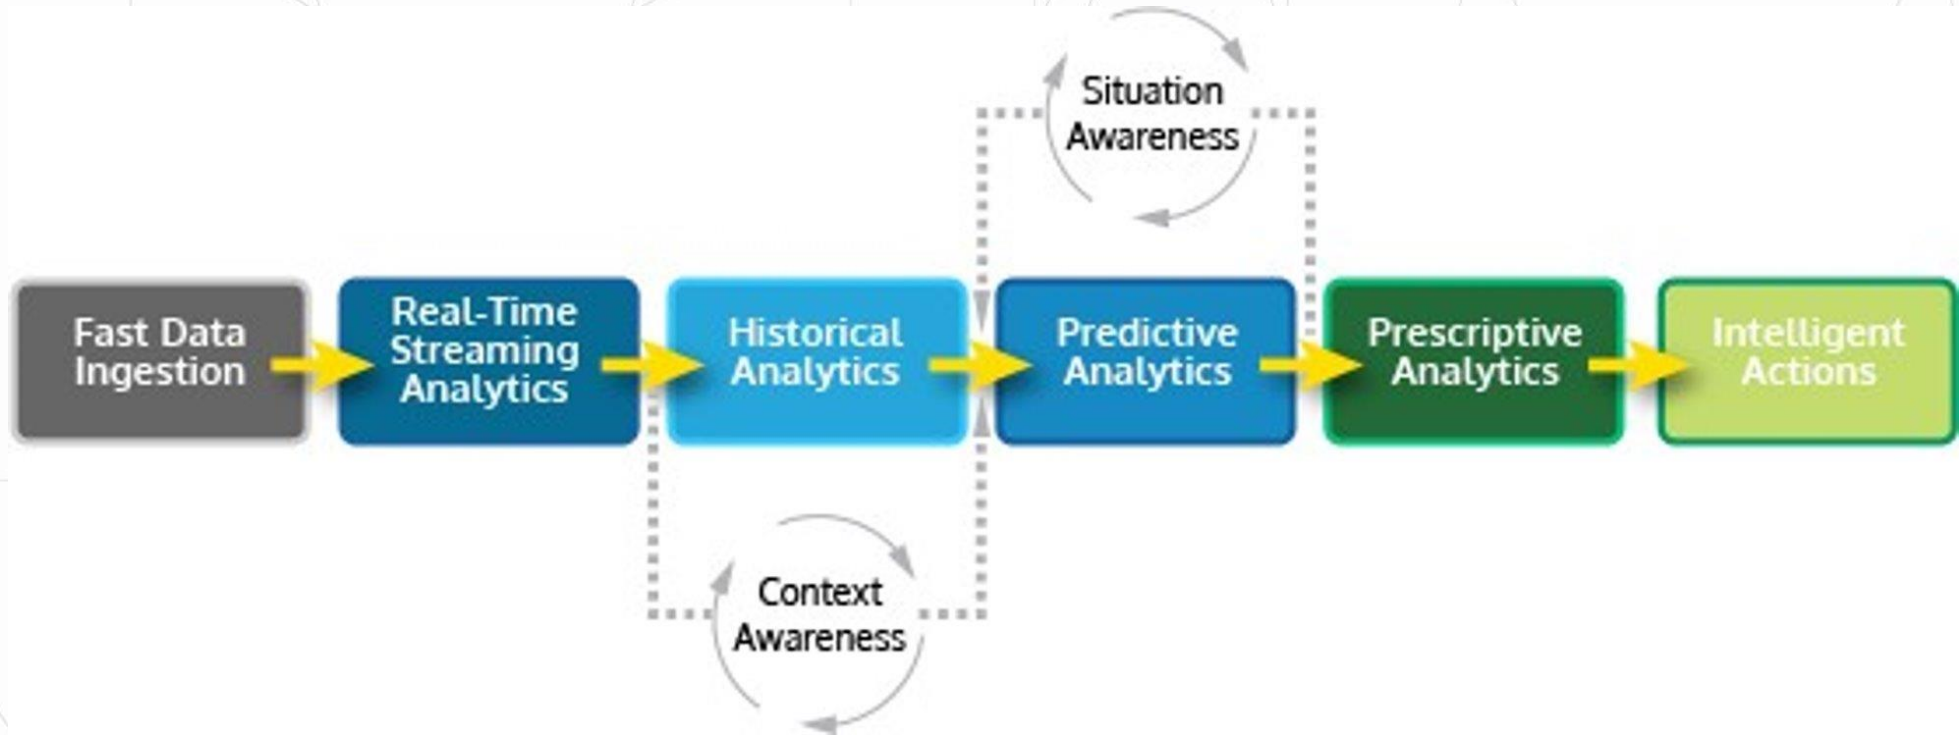 Situation
Awareness
Fast Data
Ingestion
Real-Time
Streaming
Analytics
Historical
Analytics
Predictive
Analytics
Prescriptive
Analytics
Intelligent
Actions
Context
Awareness